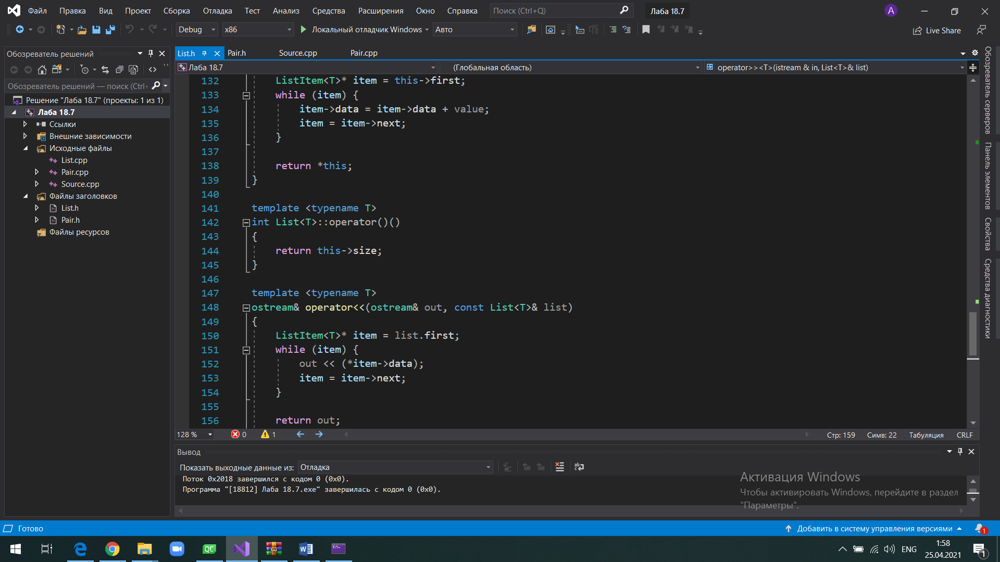 Файл Правка Вид Проект Сборка Отладка Тест Анализ Средства Расширения Окно Справка Поиск (Ctrl+Q) Лаба 18.7 A
Debug x86 Локальный отладчик Windows Авто Live Share
Обозреватель решений
Обозреватель решений — поиск (Ctrl+
Решение "Лаба 18.7" (проекты: 1 из 1)
Лаба 18.7
Ссылки
Внешние зависимости
Исходные файлы
List.cpp
Pair.cpp
Source.cpp
Файлы заголовков
List.h
Pair.h
Файлы ресурсов
List.h Pair.h Source.cpp Pair.cpp
Лаба 18.7 (Глобальная область) operator>><T>(istream & in, List<T>& list)
132 ListItem<T>* item = this->first;
133 while (item) {
134 item->data = item->data + value;
135 item = item->next;
136 }
137
138 return *this;
139 }
140
141 template <typename T>
142 int List<T>::operator()()
143 {
144 return this->size;
145 }
146
147 template <typename T>
148 ostream& operator<<(ostream& out, const List<T>& list)
149 {
150 ListItem<T>* item = list.first;
151 while (item) {
152 out << (*item->data);
153 item = item->next;
154 }
155
156 return out;
128 % 0 1 Стр: 159 Симв: 22 Табуляция CRLF
Вывод
Показать выходные данные из: Отладка
Поток 0x2018 завершился с кодом 0 (0x0).
Программа "[18812] Лаба 18.7.exe" завершилась с кодом 0 (0x0).
Обозреватель серверов
Панель элементов
Свойства
Средства диагностики
Активация Windows
Чтобы активировать Windows, перейдите в раздел
"Параметры".
Готово Добавить в систему управления версиями 1
QC W C:\_ ENG 1:58
25.04.2021
1